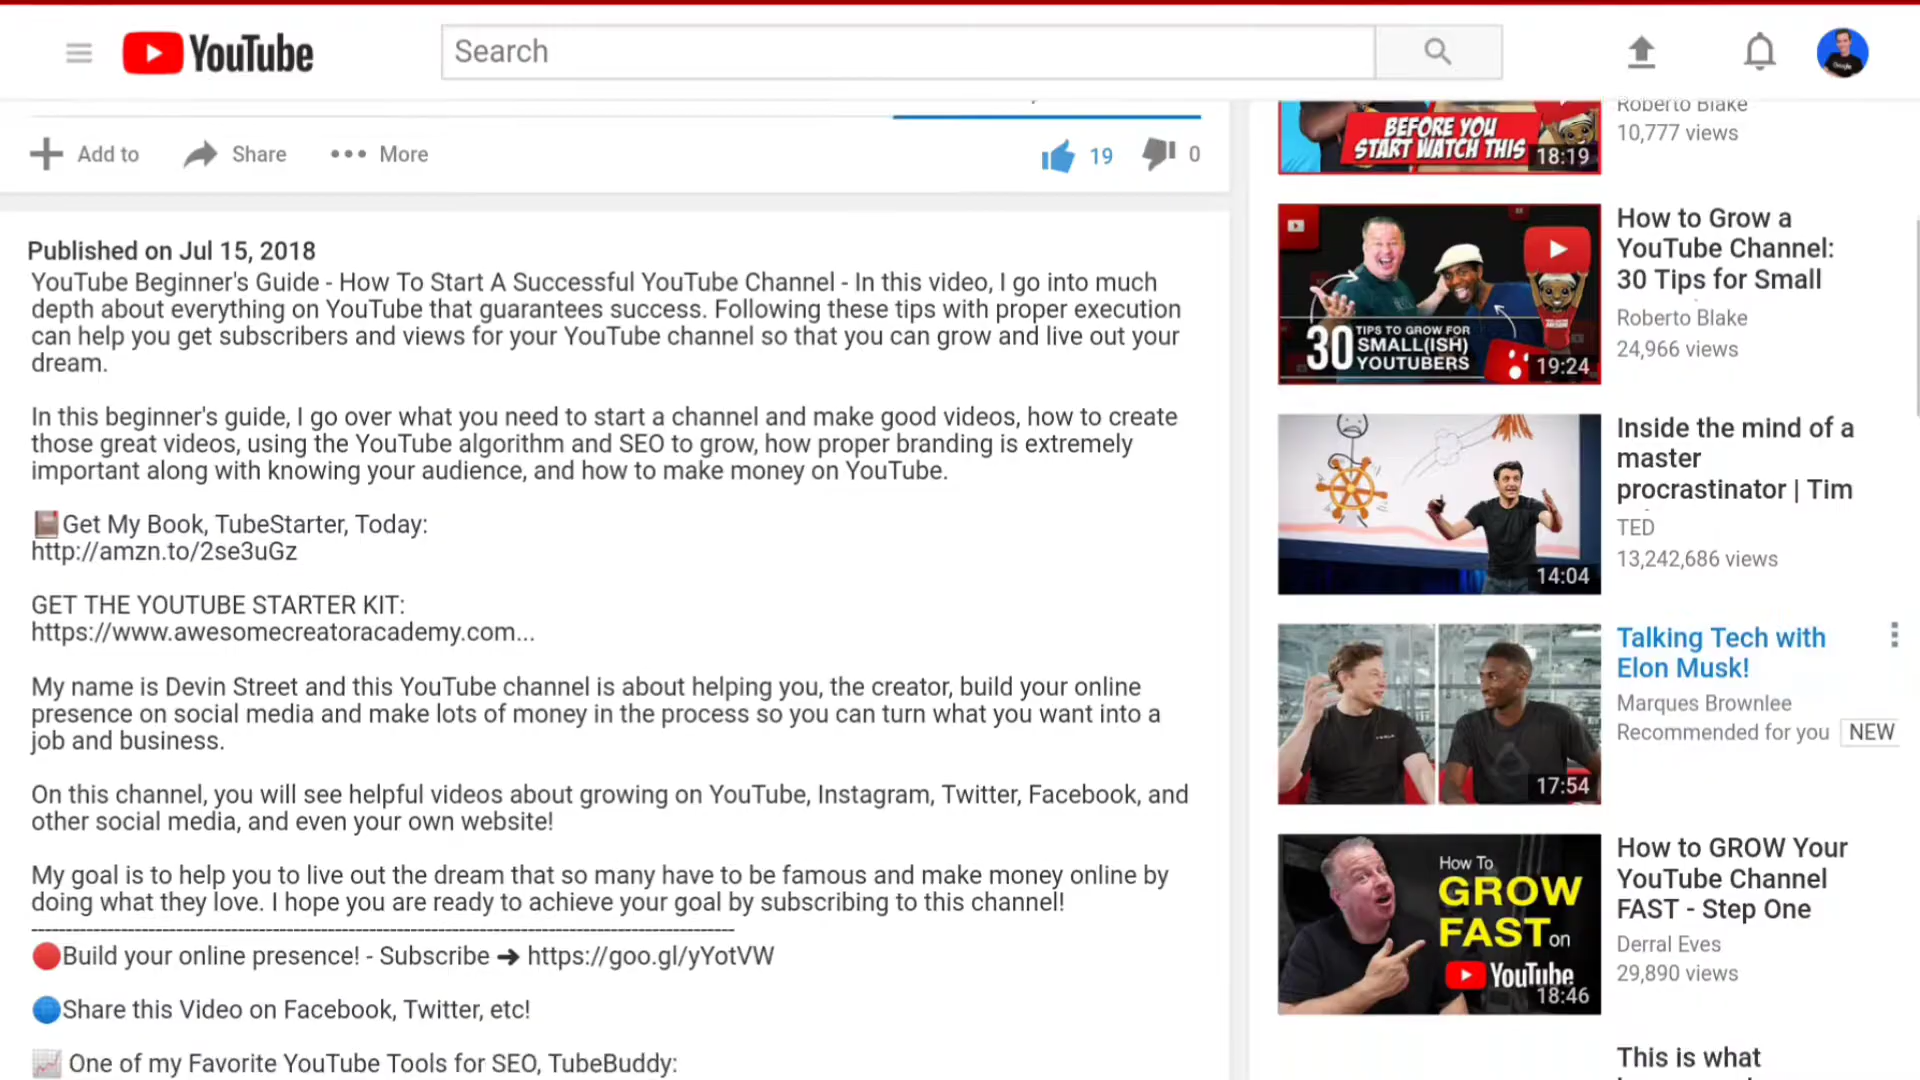 YouTube
Search
Add to
Share
More
19
0
Published on Jul 15, 2018
YouTube Beginner's Guide - How To Start A Successful YouTube Channel - In this video, I go into much
depth about everything on YouTube that guarantees success. Following these tips with proper execution
can help you get subscribers and views for your YouTube channel so that you can grow and live out your
dream.
In this beginner's guide, I go over what you need to start a channel and make good videos, how to create
those great videos, using the YouTube algorithm and SEO to grow, how proper branding is extremely
important along with knowing your audience, and how to make money on YouTube.
Get My Book, TubeStarter, Today:
http://amzn.to/2se3uGz
GET THE YOUTUBE STARTER KIT:
https://www.awesomecreatoracademy.com...
My name is Devin Street and this YouTube channel is about helping you, the creator, build your online
presence on social media and make lots of money in the process so you can turn what you want into a
job and business.
On this channel, you will see helpful videos about growing on YouTube, Instagram, Twitter, Facebook, and
other social media, and even your own website!
My goal is to help you to live out the dream that so many have to be famous and make money online by
doing what they love. I hope you are ready to achieve your goal by subscribing to this channel!
🔴Build your online presence! - Subscribe ➜ https://goo.gl/yYotVW
🌐Share this Video on Facebook, Twitter, etc!
📈 One of my Favorite YouTube Tools for SEO, TubeBuddy:
BEFORE YOU
START WATCH THIS
18:19
Roberto Blake
10,777 views
30 TIPS TO GROW FOR
SMALL(ISH)
YOUTUBERS
19:24
How to Grow a
YouTube Channel:
30 Tips for Small
Roberto Blake
24,966 views
14:04
Inside the mind of a
master
procrastinator | Tim
TED
13,242,686 views
17:54
Talking Tech with
Elon Musk!
Marques Brownlee
Recommended for you NEW
How To
GROW
FAST on
YouTube
18:46
How to GROW Your
YouTube Channel
FAST - Step One
Derral Eves
29,890 views
This is what